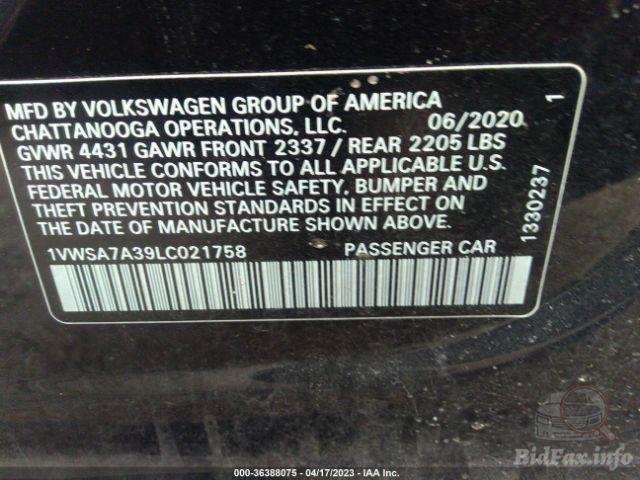 MFD BY VOLKSWAGEN GROUP OF AMERICA
CHATTANOOGA OPERATIONS, LLC. 06/2020
GVWR 4431 GAWR FRONT 2337 / REAR 2205 LBS
THIS VEHICLE CONFORMS TO ALL APPLICABLE U.S.
FEDERAL MOTOR VEHICLE SAFETY, BUMPER AND
THEFT PREVENTION STANDARDS IN EFFECT ON
THE DATE OF MANUFACTURE SHOWN ABOVE.
1VWSA7A39LC021758 PASSENGER CAR
1330237 1
BidFax.info
000-36388075 - 04/17/2023 - IAA Inc.